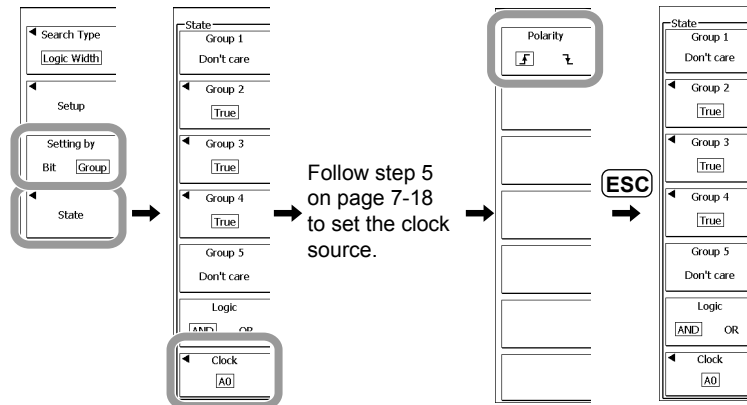 Search Type
Logic Width
Setup
Setting by
Bit Group
State
State
Group 1
Don't care
Group 2
True
Group 3
True
Group 4
True
Group 5
Don't care
Logic
AND OR
Clock
A0
Follow step 5
on page 7-18
to set the clock
source.
Polarity
ESC
State
Group 1
Don't care
Group 2
True
Group 3
True
Group 4
True
Group 5
Don't care
Logic
AND OR
Clock
A0